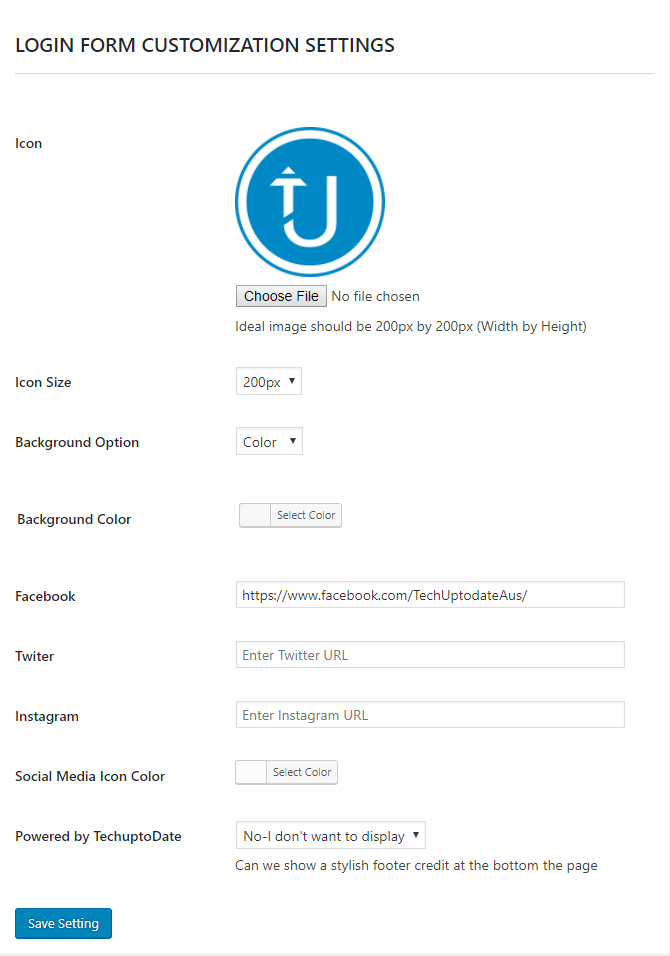 LOGIN FORM CUSTOMIZATION SETTINGS
Icon
TU
Choose File No file chosen
Ideal image should be 200px by 200px (Width by Height)
Icon Size 200px
Background Option Color
Background Color Select Color
Facebook https://www.facebook.com/TechUptodateAus/
Twiter Enter Twitter URL
Instagram Enter Instagram URL
Social Media Icon Color Select Color
Powered by TechuptoDate No-I don't want to display
Can we show a stylish footer credit at the bottom the page
Save Setting